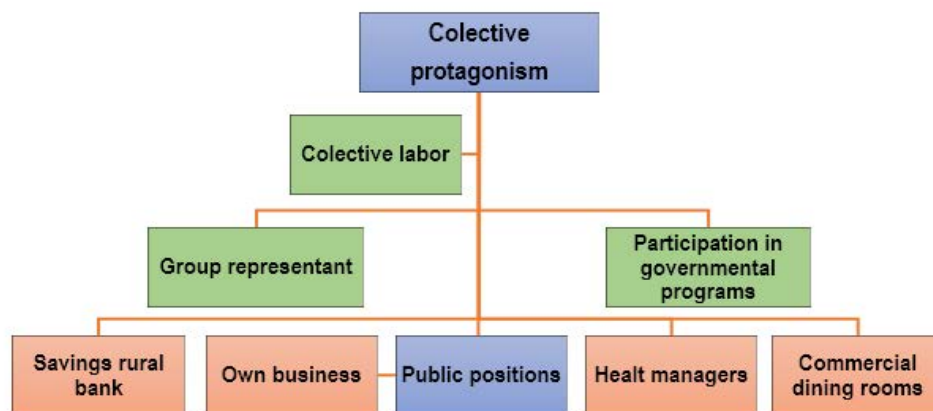 Colective
protagonism
Colective labor
Group representant
Participation in
governmental
programs
Savings rural
bank
Own business
Public positions
Healt managers
Commercial
dining rooms